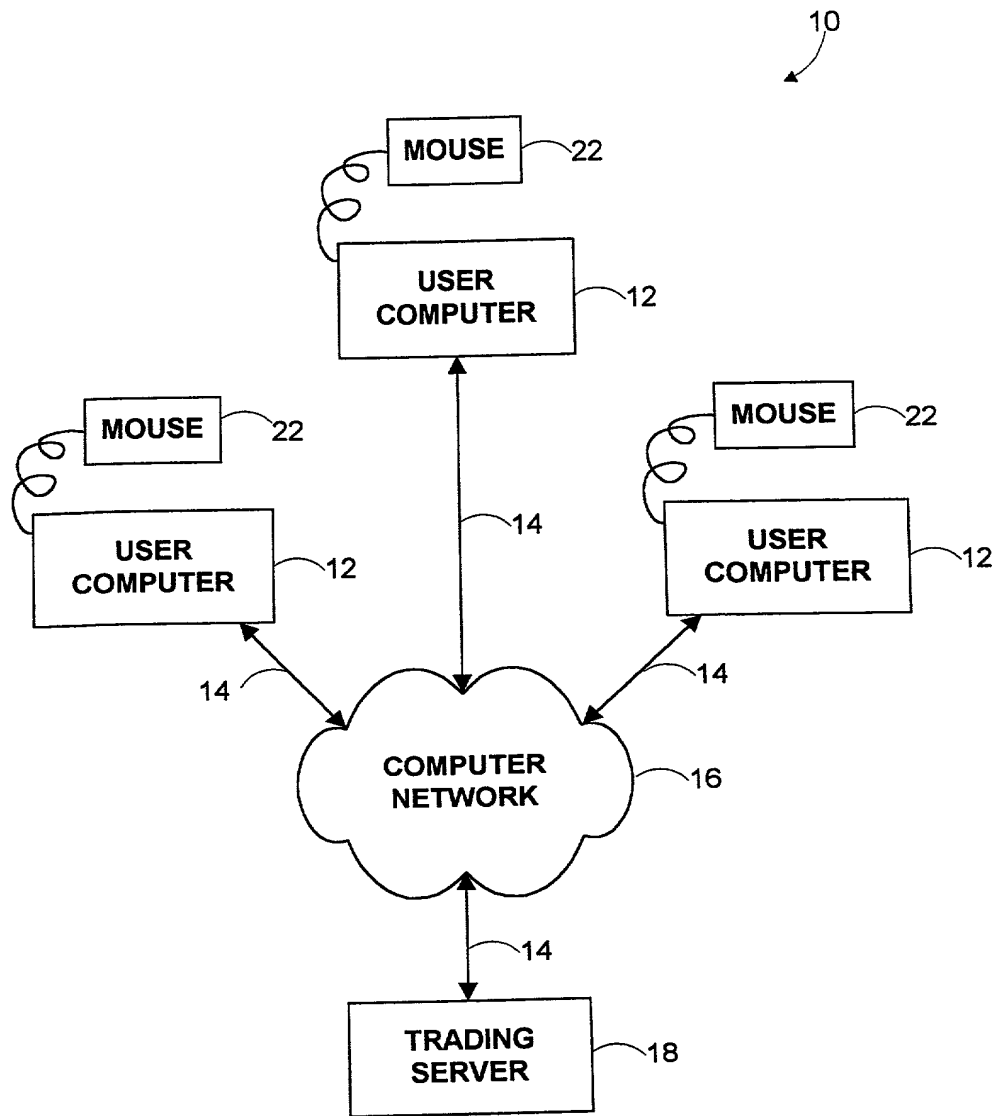 10
MOUSE
22
USER
COMPUTER
12
MOUSE
22
MOUSE
22
14
USER
COMPUTER
12
USER
COMPUTER
12
14
14
COMPUTER
NETWORK
16
14
TRADING
SERVER
18